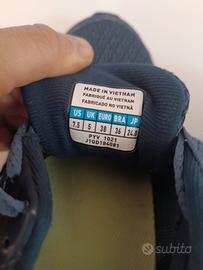 MADE IN VIETNAM
FABRIQUÉ AU VIETNAM
FABRICADO NO VIETNÃ
US UK EURO BRA JP
7.5 5 38 36 24.0
PYV 1021
J100184081
subito